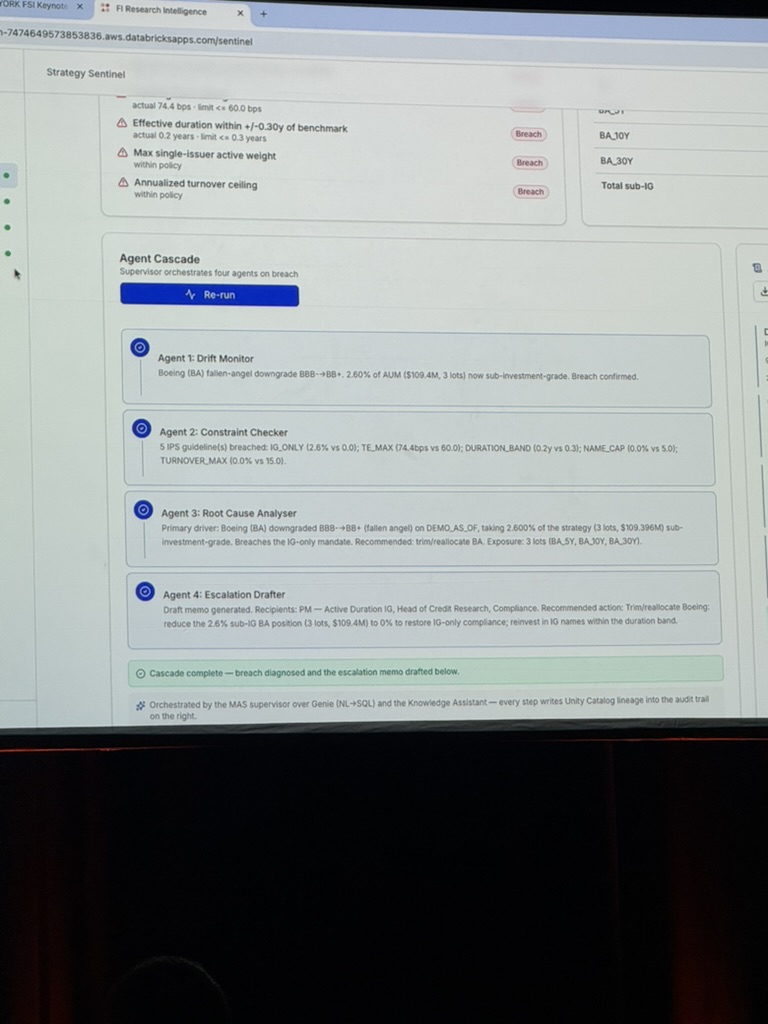 YORK FSI Keynote
FI Research Intelligence
-7474649573853836.aws.databricksapps.com/sentinel
Strategy Sentinel
actual 74.4 bps · limit <= 60.0 bps
Effective duration within +/-0.30y of benchmark
actual 0.2 years · limit <= 0.3 years
Breach
Max single-issuer active weight
within policy
Breach
Annualized turnover ceiling
within policy
Breach
BA_10Y
BA_30Y
Total sub-IG
Agent Cascade
Supervisor orchestrates four agents on breach
Re-run
Agent 1: Drift Monitor
Boeing (BA) fallen-angel downgrade BBB-→BB+. 2.60% of AUM ($109.4M, 3 lots) now sub-investment-grade. Breach confirmed.
Agent 2: Constraint Checker
5 IPS guideline(s) breached: IG_ONLY (2.6% vs 0.0); TE_MAX (74.4bps vs 60.0); DURATION_BAND (0.2y vs 0.3); NAME_CAP (0.0% vs 5.0);
TURNOVER_MAX (0.0% vs 15.0).
Agent 3: Root Cause Analyser
Primary driver: Boeing (BA) downgraded BBB-→BB+ (fallen angel) on DEMO_AS_OF, taking 2.600% of the strategy (3 lots, $109.396M) sub-
investment-grade. Breaches the IG-only mandate. Recommended: trim/reallocate BA. Exposure: 3 lots (BA_5Y, BA_10Y, BA_30Y).
Agent 4: Escalation Drafter
Draft memo generated. Recipients: PM — Active Duration IG, Head of Credit Research, Compliance. Recommended action: Trim/reallocate Boeing:
reduce the 2.6% sub-IG BA position (3 lots, $109.4M) to 0% to restore IG-only compliance; reinvest in IG names within the duration band.
Cascade complete — breach diagnosed and the escalation memo drafted below.
Orchestrated by the MAS supervisor over Genie (NL→SQL) and the Knowledge Assistant — every step writes Unity Catalog lineage into the audit trail
on the right.